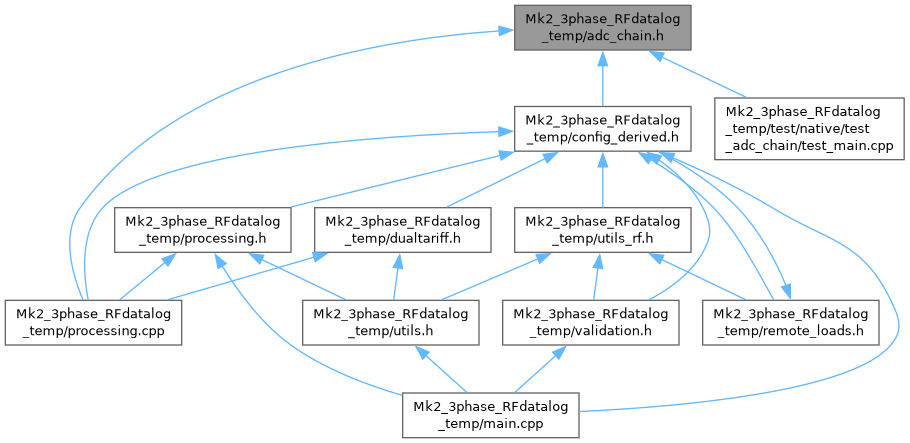 Mk2_3phase_RFdatalog
_temp/adc_chain.h
Mk2_3phase_RFdatalog
_temp/config_derived.h
Mk2_3phase_RFdatalog
_temp/test/native/test
_adc_chain/test_main.cpp
Mk2_3phase_RFdatalog
_temp/processing.h
Mk2_3phase_RFdatalog
_temp/dualtariff.h
Mk2_3phase_RFdatalog
_temp/utils_rf.h
Mk2_3phase_RFdatalog
_temp/processing.cpp
Mk2_3phase_RFdatalog
_temp/utils.h
Mk2_3phase_RFdatalog
_temp/validation.h
Mk2_3phase_RFdatalog
_temp/remote_loads.h
Mk2_3phase_RFdatalog
_temp/main.cpp